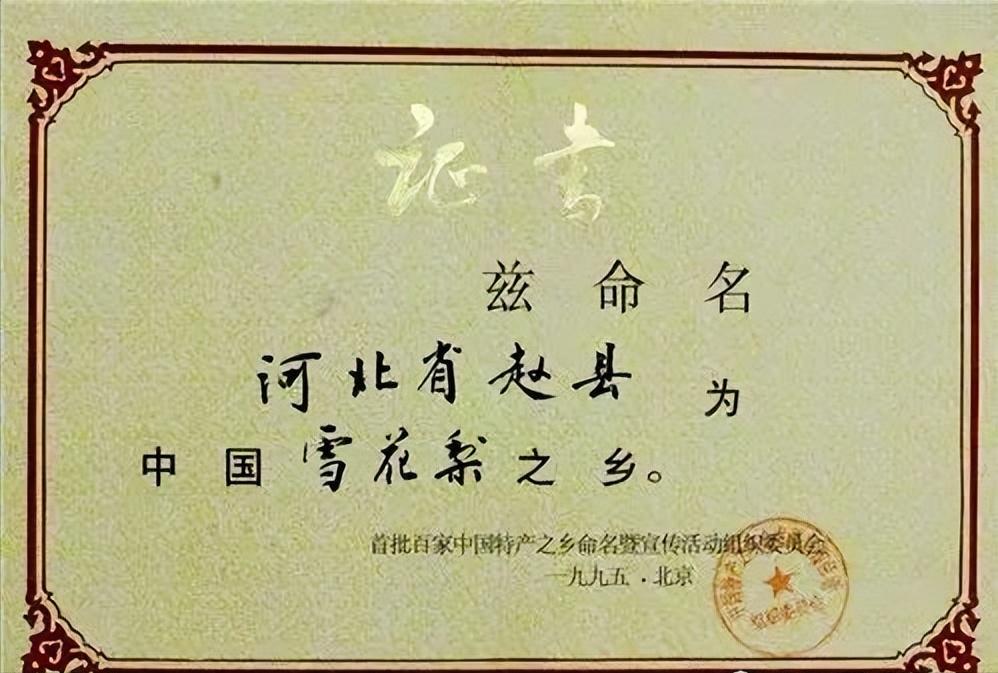 证书
兹命名
河北省赵县 为
中国雪花梨之乡。
首批百家中国特产之乡命名暨宣传活动组织委员会
一九九五·北京